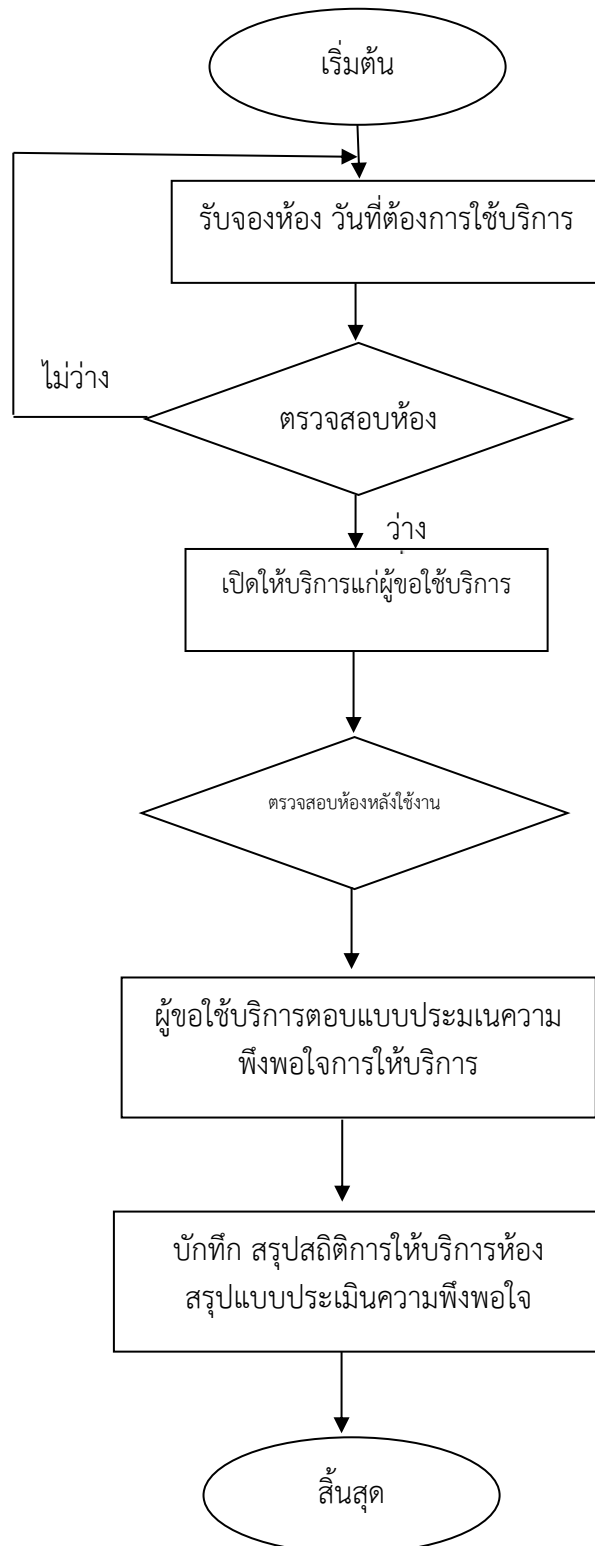 เริ่มต้น
รับจองห้อง วันที่ต้องการใช้บริการ
ไม่ว่าง
ตรวจสอบห้อง
ว่าง
เปิดให้บริการแก่ผู้ขอใช้บริการ
ตรวจสอบห้องหลังใช้งาน
ผู้ขอใช้บริการตอบแบบประมเนความ
พึงพอใจการให้บริการ
บักทึก สรุปสถิติการให้บริการห้อง
สรุปแบบประเมินความพึงพอใจ
สิ้นสุด